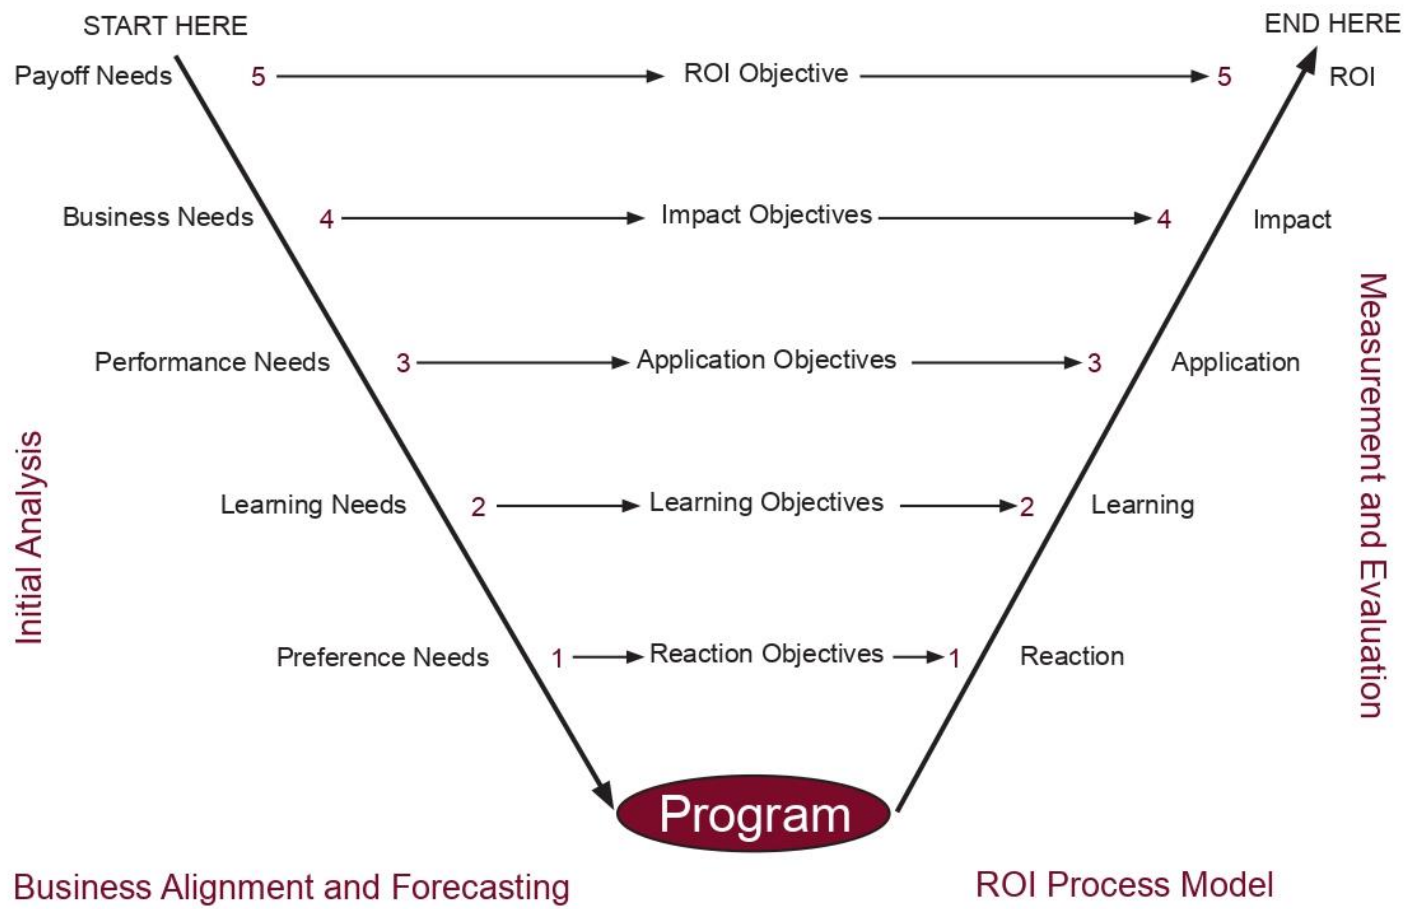 START HERE
END HERE
Payoff Needs 5 ROI Objective 5 ROI
Business Needs 4 Impact Objectives 4 Impact
Performance Needs 3 Application Objectives 3 Application
Learning Needs 2 Learning Objectives 2 Learning
Preference Needs 1 Reaction Objectives 1 Reaction
Initial Analysis
Measurement and Evaluation
Program
Business Alignment and Forecasting
ROI Process Model